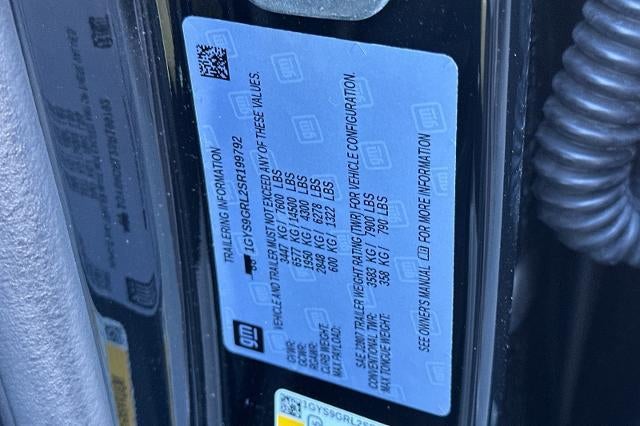 TRAILERING INFORMATION
1GYS9GRL2SR199792
VEHICLE AND TRAILER MUST NOT EXCEED ANY OF THESE VALUES.
GVWR: 3447 KG/ 7600 LBS
GCWR: 6577 KG/ 14500 LBS
RGAWR: 1950 KG/ 4300 LBS
CURB WEIGHT: 2848 KG/ 6278 LBS
MAX PAYLOAD: 600 KG/ 1322 LBS
SAE J2807 TRAILER WEIGHT RATING (TWR) FOR VEHICLE CONFIGURATION.
CONVENTIONAL TWR: 3583 KG/ 7900 LBS
MAX TONGUE WEIGHT: 358 KG/ 790 LBS
SEE OWNER'S MANUAL FOR MORE INFORMATION
gm
1GYS9GRL2SR